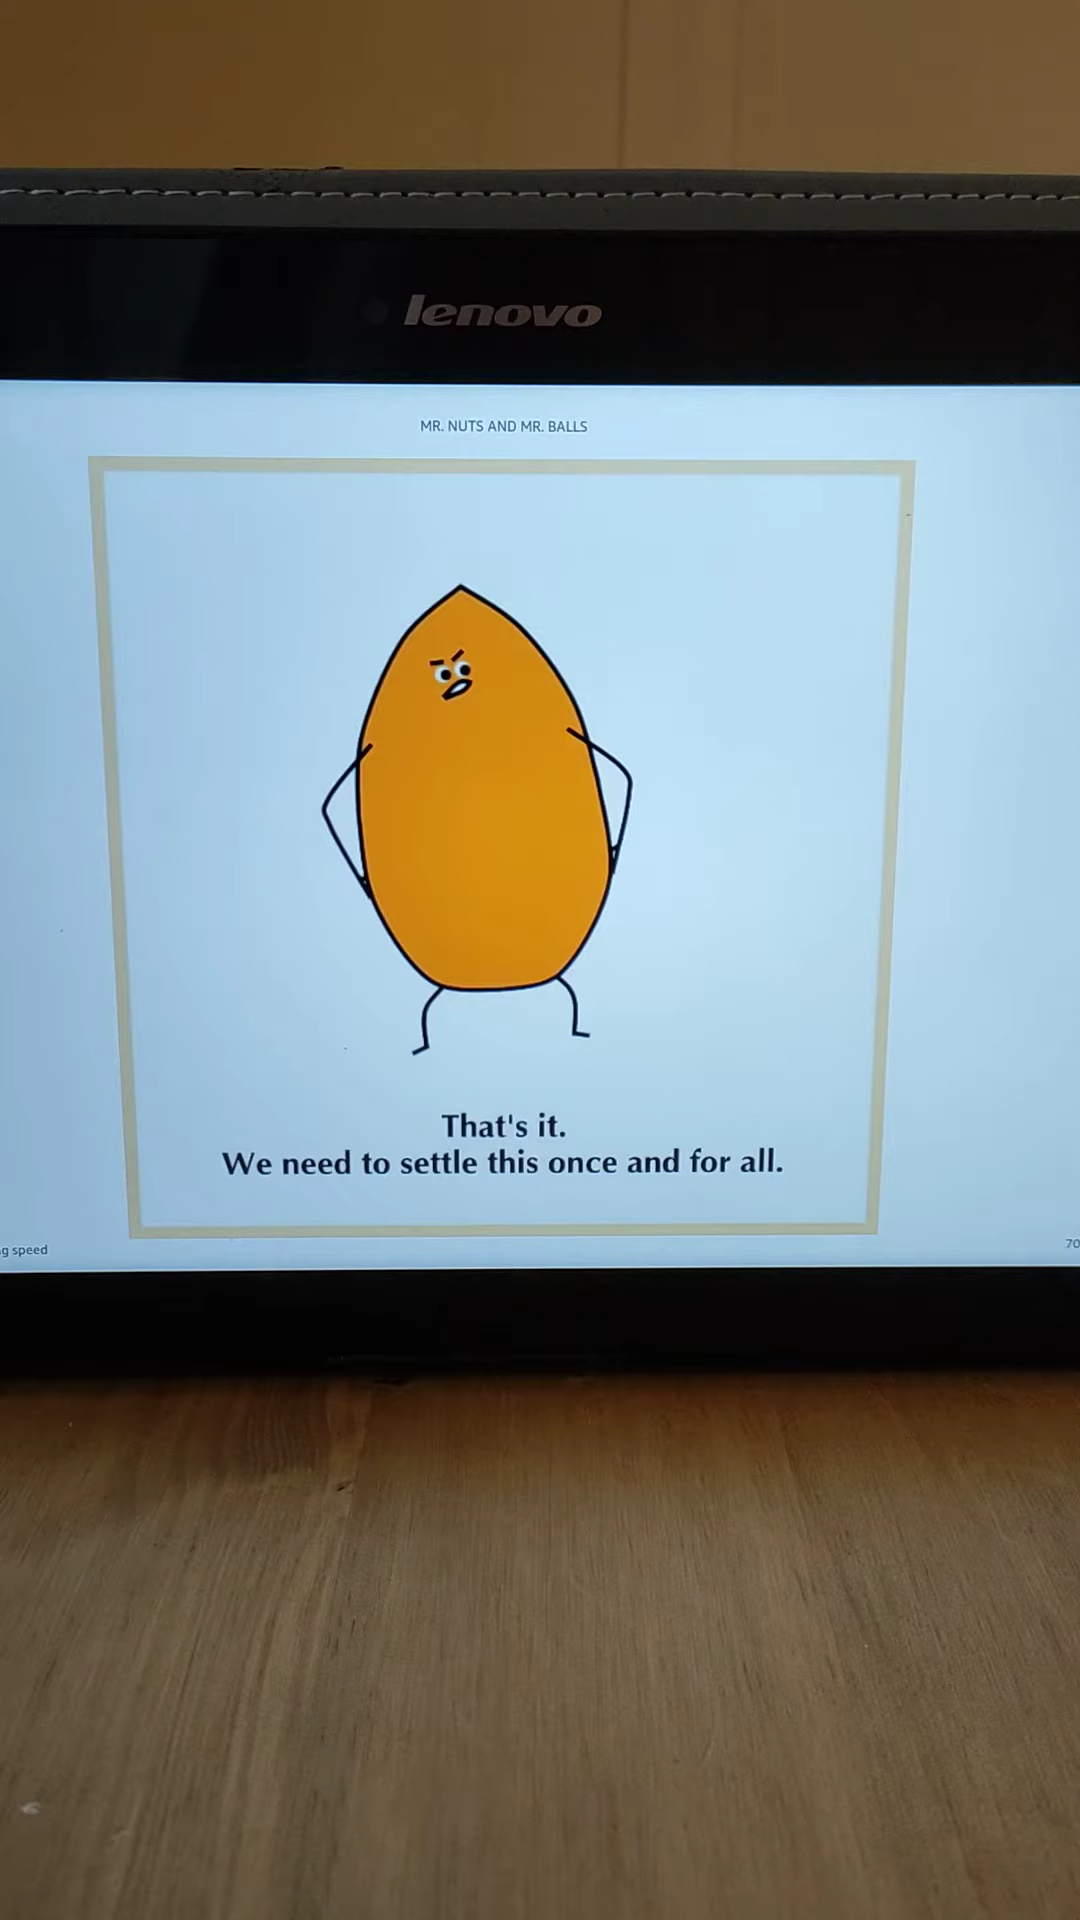 lenovo
MR. NUTS AND MR. BALLS
That's it.
We need to settle this once and for all.
g speed
70